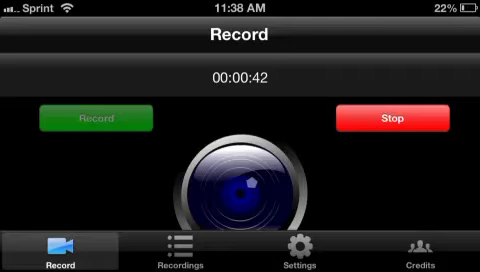 Sprint 11:38 AM 22%
Record
00:00:42
Record Stop
Record Recordings Settings Credits